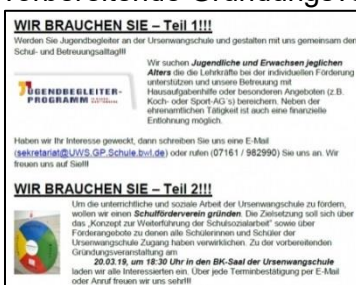 WIR BRAUCHEN SIE – Teil 1!!!
Werden Sie Jugendbegleiter an der Ursenwangschule und gestalten mit uns gemeinsam den
Schul- und Betreuungsalltag!!!
Wir suchen Jugendliche und Erwachsen jeglichen
Alters die die Lehrkräfte bei der individuellen Förderung
unterstützen und unsere Betreuung mit
Hausaufgabenhilfe oder besonderen Angeboten (z.B.
Koch- oder Sport-AG´s) bereichern. Neben der
ehrenamtlichen Tätigkeit ist auch eine finanzielle
Entlohnung möglich.
JUGENDBEGLEITER-
PROGRAMM
Haben wir Ihr Interesse geweckt, dann schreiben Sie uns eine E-Mail
(sekretariat@UWS.GP.Schule.bwl.de) oder rufen (07161 / 982990) Sie uns an. Wir
freuen uns auf Sie!!!
WIR BRAUCHEN SIE – Teil 2!!!
Um die unterrichtliche und soziale Arbeit der Ursenwangschule zu fördern,
wollen wir einen Schulförderverein gründen. Die Zielsetzung soll sich über
das „Konzept zur Weiterführung der Schulsozialarbeit" sowie über
Förderangebote zu denen alle Schülerinnen und Schüler der
Ursenwangschule Zugang haben verwirklichen. Zu der vorbereitenden
Gründungsveranstaltung am
20.03.19, um 18:30 Uhr in den BK-Saal der Ursenwangschule
laden wir alle Interessierten ein. Über jede Terminbestätigung per E-Mail
oder Anruf freuen wir uns sehr!!!